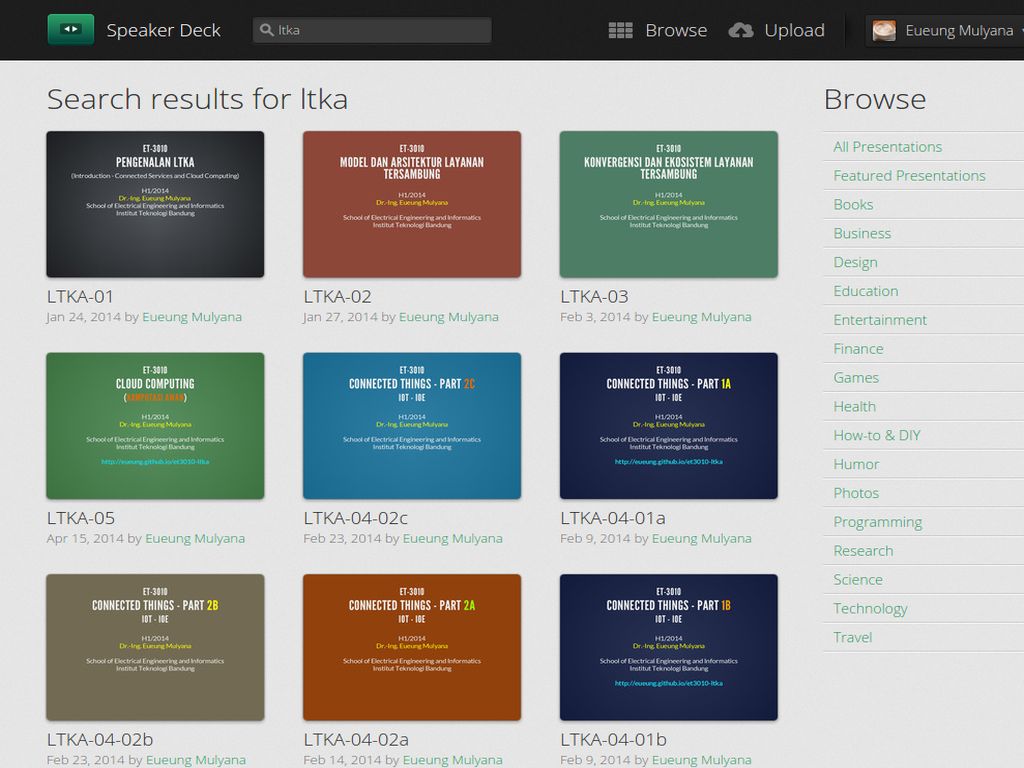 Speaker Deck
ltka
Browse
Upload
Eueung Mulyana
Search results for ltka
ET-3010
PENGENALAN LTKA
(Introduction - Connected Services and Cloud Computing)
H1/2014
Dr.-Ing. Eueung Mulyana
School of Electrical Engineering and Informatics
Institut Teknologi Bandung
LTKA-01
Jan 24, 2014 by Eueung Mulyana
ET-3010
MODEL DAN ARSITEKTUR LAYANAN
TERSAMBUNG
H1/2014
Dr.-Ing. Eueung Mulyana
School of Electrical Engineering and Informatics
Institut Teknologi Bandung
LTKA-02
Jan 27, 2014 by Eueung Mulyana
ET-3010
KONVERGENSI DAN EKOSISTEM LAYANAN
TERSAMBUNG
H1/2014
Dr.-Ing. Eueung Mulyana
School of Electrical Engineering and Informatics
Institut Teknologi Bandung
LTKA-03
Feb 3, 2014 by Eueung Mulyana
ET-3010
CLOUD COMPUTING
(KOMPUTASI AWAN)
H1/2014
Dr.-Ing. Eueung Mulyana
School of Electrical Engineering and Informatics
Institut Teknologi Bandung
http://eueung.github.io/et3010-ltka
LTKA-05
Apr 15, 2014 by Eueung Mulyana
ET-3010
CONNECTED THINGS - PART 2C
IOT - IOE
H1/2014
Dr.-Ing. Eueung Mulyana
School of Electrical Engineering and Informatics
Institut Teknologi Bandung
LTKA-04-02c
Feb 23, 2014 by Eueung Mulyana
ET-3010
CONNECTED THINGS - PART 1A
IOT - IOE
H1/2014
Dr.-Ing. Eueung Mulyana
School of Electrical Engineering and Informatics
Institut Teknologi Bandung
http://eueung.github.io/et3010-ltka
LTKA-04-01a
Feb 9, 2014 by Eueung Mulyana
ET-3010
CONNECTED THINGS - PART 2B
IOT - IOE
H1/2014
Dr.-Ing. Eueung Mulyana
School of Electrical Engineering and Informatics
Institut Teknologi Bandung
LTKA-04-02b
Feb 23, 2014 by Eueung Mulyana
ET-3010
CONNECTED THINGS - PART 2A
IOT - IOE
H1/2014
Dr.-Ing. Eueung Mulyana
School of Electrical Engineering and Informatics
Institut Teknologi Bandung
LTKA-04-02a
Feb 14, 2014 by Eueung Mulyana
ET-3010
CONNECTED THINGS - PART 1B
IOT - IOE
H1/2014
Dr.-Ing. Eueung Mulyana
School of Electrical Engineering and Informatics
Institut Teknologi Bandung
http://eueung.github.io/et3010-ltka
LTKA-04-01b
Feb 9, 2014 by Eueung Mulyana
Browse
All Presentations
Featured Presentations
Books
Business
Design
Education
Entertainment
Finance
Games
Health
How-to & DIY
Humor
Photos
Programming
Research
Science
Technology
Travel